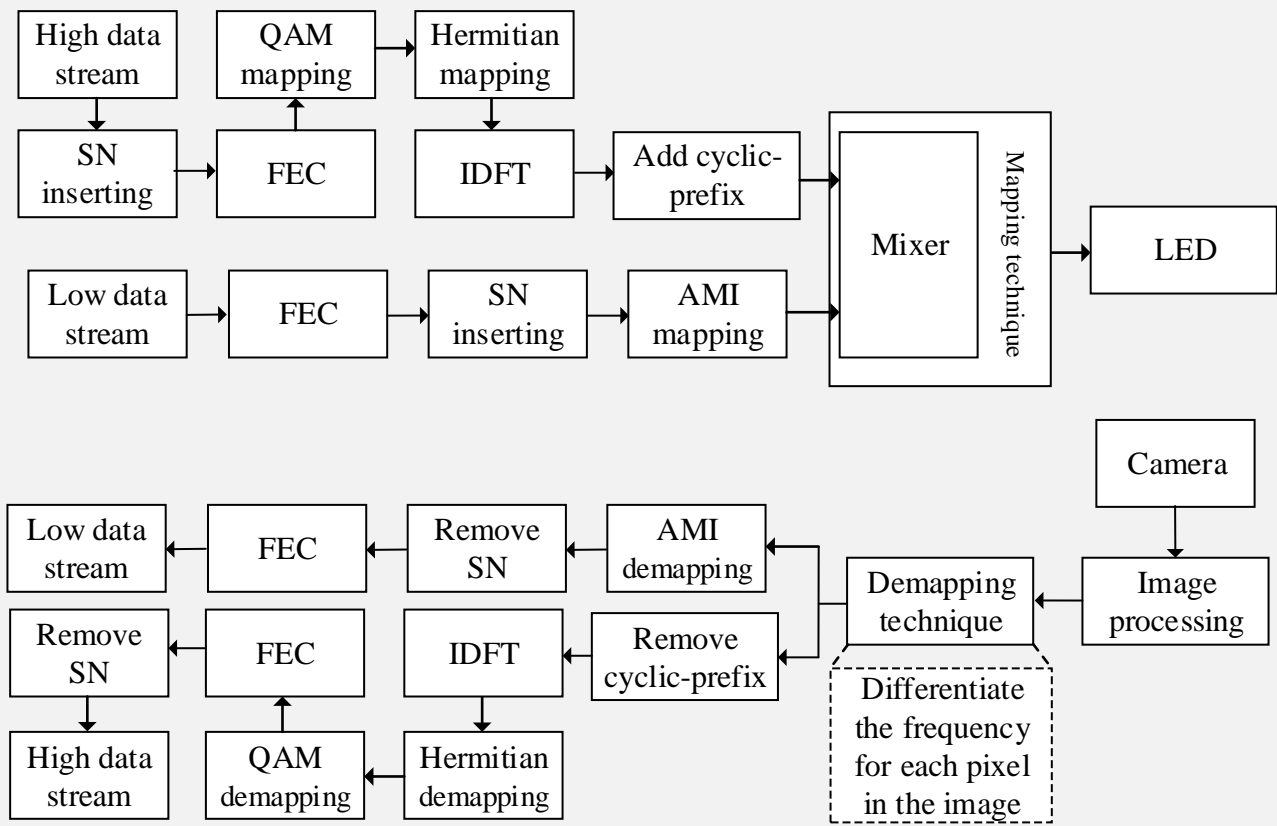 High data
stream
QAM
mapping
Hermitian
mapping
SN
inserting
FEC
IDFT
Add cyclic-
prefix
Mixer
Mapping technique
LED
Low data
stream
FEC
SN
inserting
AMI
mapping
Camera
Low data
stream
FEC
Remove
SN
AMI
demapping
Demapping
technique
Image
processing
Remove
SN
FEC
IDFT
Remove
cyclic-prefix
High data
stream
QAM
demapping
Hermitian
demapping
Differentiate
the frequency
for each pixel
in the image